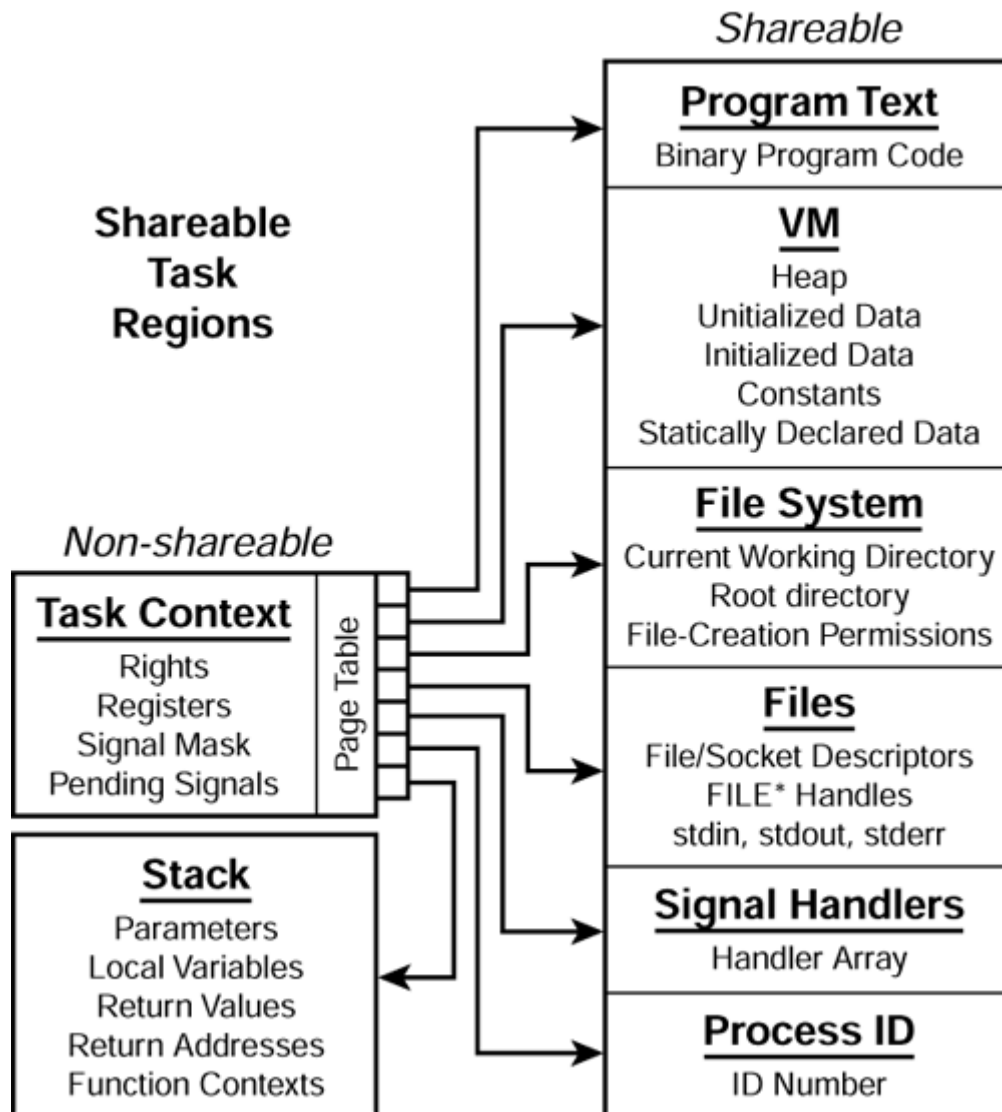 Shareable
Task
Regions
Non-shareable
Task Context
Rights
Registers
Signal Mask
Pending Signals
Page Table
Stack
Parameters
Local Variables
Return Values
Return Addresses
Function Contexts
Shareable
Program Text
Binary Program Code
VM
Heap
Unitialized Data
Initialized Data
Constants
Statically Declared Data
File System
Current Working Directory
Root directory
File-Creation Permissions
Files
File/Socket Descriptors
FILE* Handles
stdin, stdout, stderr
Signal Handlers
Handler Array
Process ID
ID Number